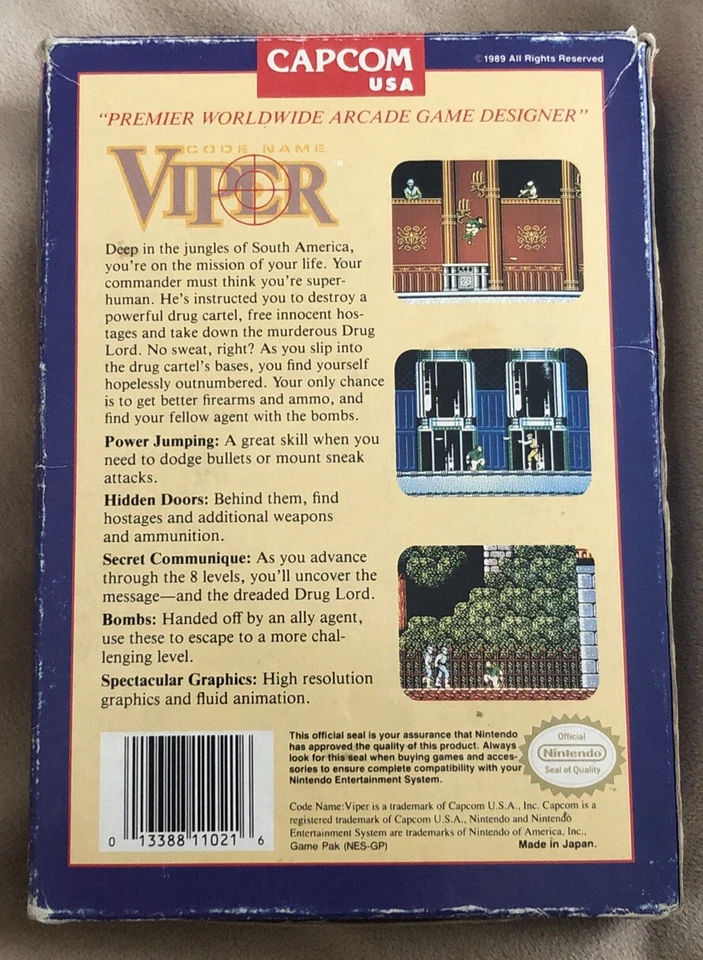 CAPCOM
USA
©1989 All Rights Reserved
"PREMIER WORLDWIDE ARCADE GAME DESIGNER"
CODE NAME
VIPER™
Deep in the jungles of South America,
you're on the mission of your life. Your
commander must think you're super-
human. He's instructed you to destroy a
powerful drug cartel, free innocent hos-
tages and take down the murderous Drug
Lord. No sweat, right? As you slip into
the drug cartel's bases, you find yourself
hopelessly outnumbered. Your only chance
is to get better firearms and ammo, and
find your fellow agent with the bombs.
Power Jumping: A great skill when you
need to dodge bullets or mount sneak
attacks.
Hidden Doors: Behind them, find
hostages and additional weapons
and ammunition.
Secret Communique: As you advance
through the 8 levels, you'll uncover the
message—and the dreaded Drug Lord.
Bombs: Handed off by an ally agent,
use these to escape to a more chal-
lenging level.
Spectacular Graphics: High resolution
graphics and fluid animation.
0 13388 11021 6
This official seal is your assurance that Nintendo
has approved the quality of this product. Always
look for this seal when buying games and acces-
sories to ensure complete compatibility with your
Nintendo Entertainment System.
Official
Nintendo
Seal of Quality
TM
Code Name:Viper is a trademark of Capcom U.S.A., Inc. Capcom is a
registered trademark of Capcom U.S.A., Nintendo and Nintendo
Entertainment System are trademarks of Nintendo of America, Inc.,
Game Pak (NES-GP)
Made in Japan.